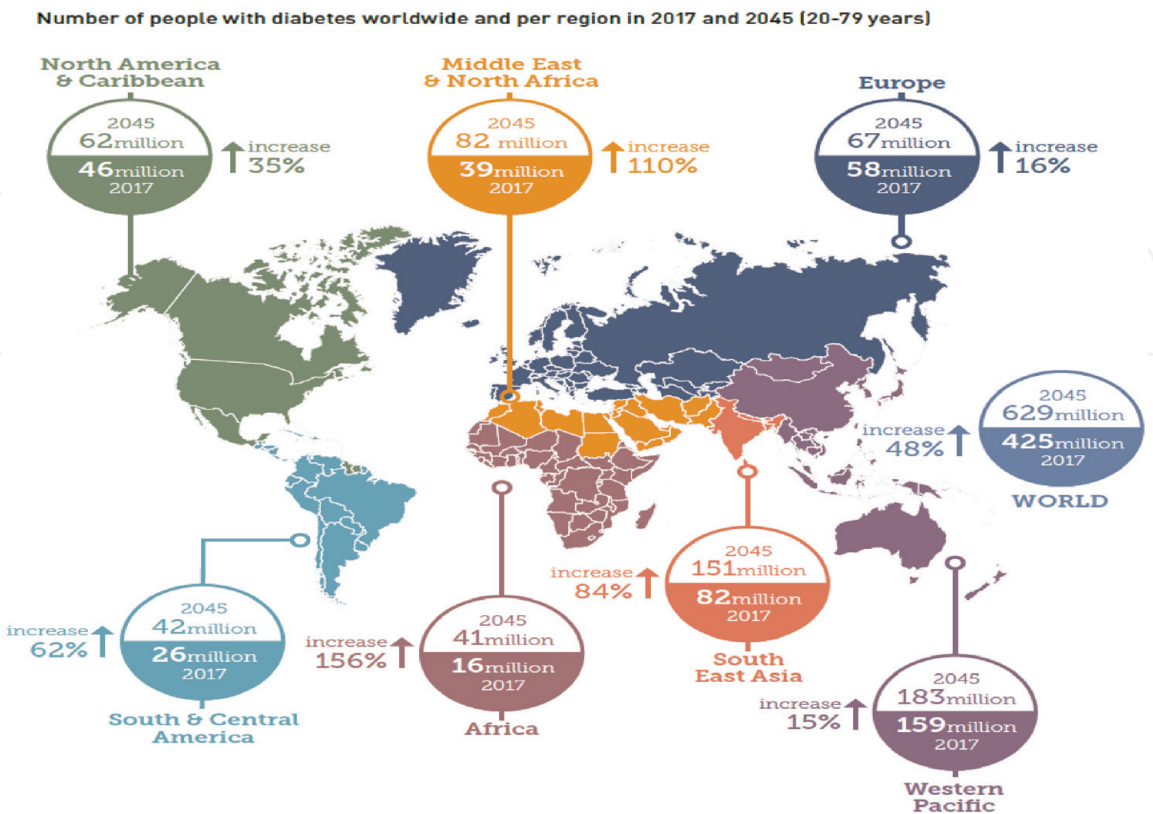 Number of people with diabetes worldwide and per region in 2017 and 2045 (20-79 years)
North America
& Caribbean
2045
62million
46million
2017
increase
35%
Middle East
& North Africa
2045
82 million
39million
2017
increase
110%
Europe
2045
67million
58million
2017
increase
16%
2045
629million
425million
2017
increase
48%
WORLD
2045
151million
82million
2017
increase
84%
South
East Asia
2045
42million
26million
2017
increase
62%
South & Central
America
2045
41million
16million
2017
increase
156%
Africa
2045
183million
159million
2017
increase
15%
Western
Pacific